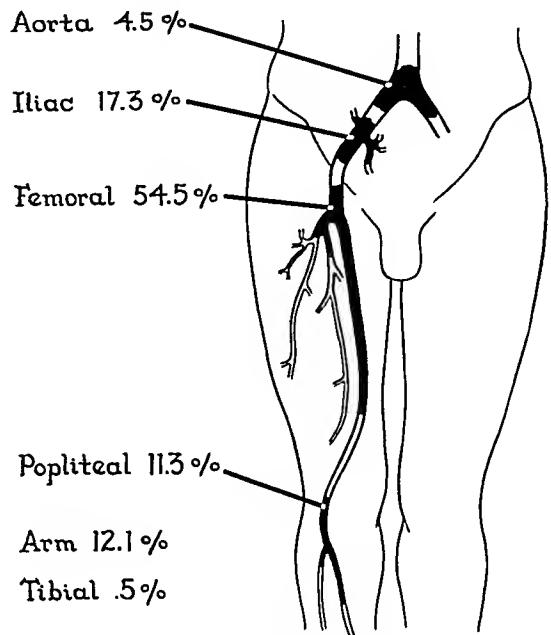 Aorta 4.5%
Iliac 17.3%
Femoral 54.5%
Popliteal 11.3%
Arm 12.1%
Tibial .5%